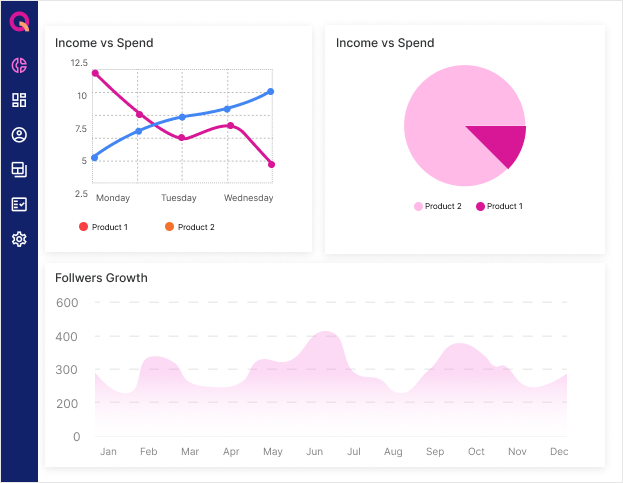 Income vs Spend
12.5
10
7.5
5
2.5
Monday Tuesday Wednesday
Product 1 Product 2
Income vs Spend
Product 2 Product 1
Follwers Growth
600
400
300
200
0
Jan Feb Mar Apr May Jun Jul Aug Sep Oct Nov Dec